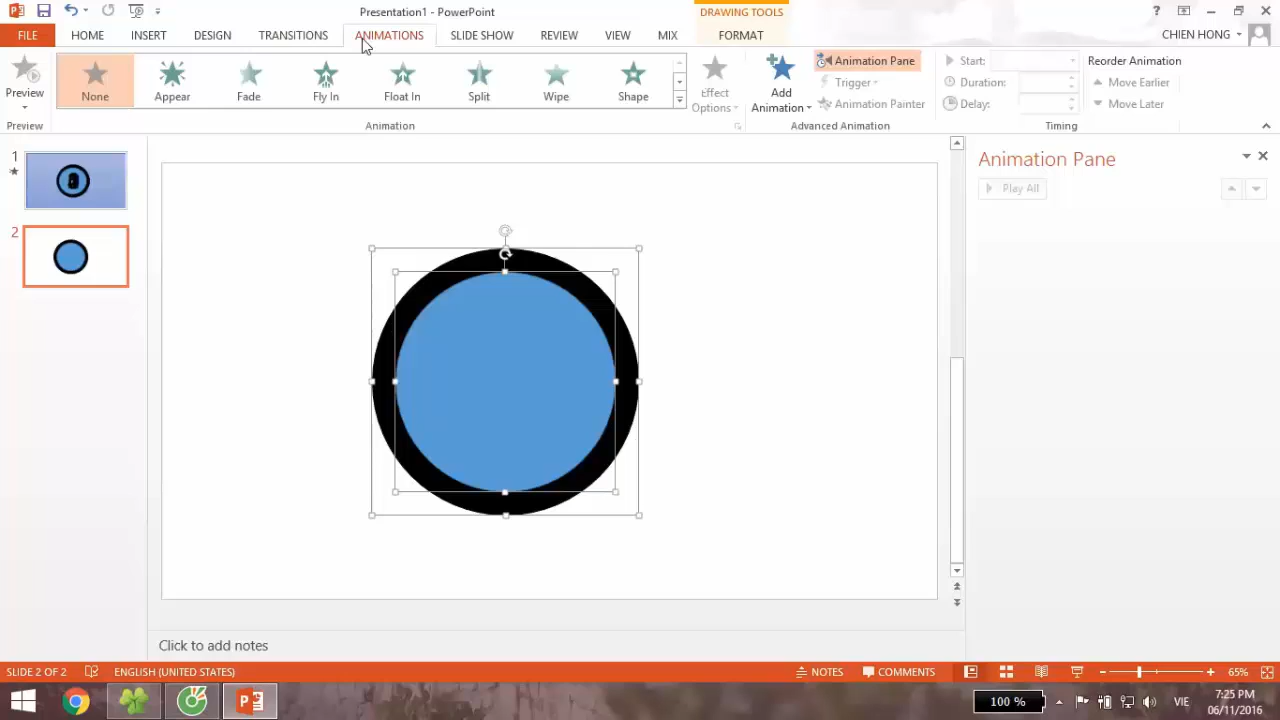 Presentation1 - PowerPoint
DRAWING TOOLS
?
FILE HOME INSERT DESIGN TRANSITIONS ANIMATIONS SLIDE SHOW REVIEW VIEW MIX FORMAT CHIEN HONG
Preview
None Appear Fade Fly In Float In Split Wipe Shape
Effect Options
Add Animation
Animation Pane
Trigger
Animation Painter
Start:
Duration:
Delay:
Reorder Animation
Move Earlier
Move Later
Preview Animation Advanced Animation Timing
1
2
Animation Pane
Play All
Click to add notes
SLIDE 2 OF 2 ENGLISH (UNITED STATES) NOTES COMMENTS 65%
100 % VIE 7:25 PM
06/11/2016